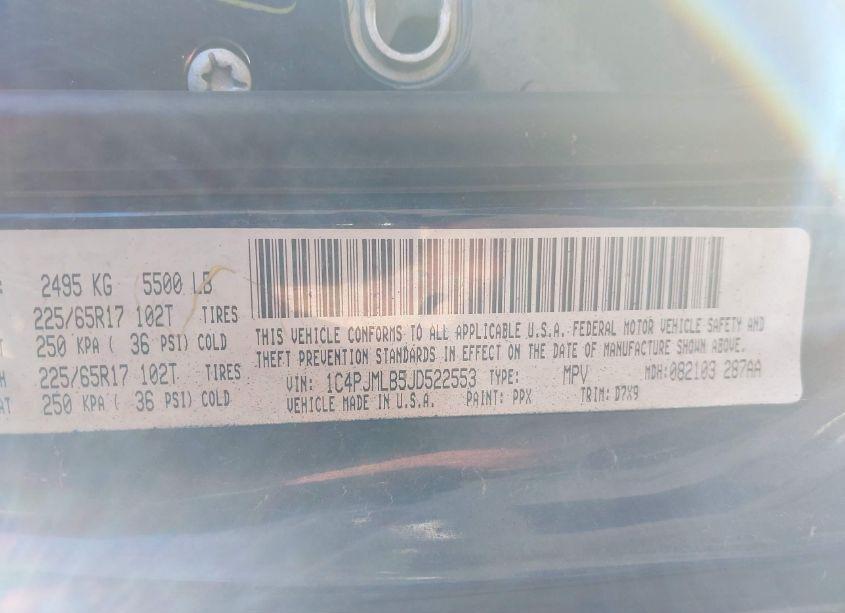 2495 KG 5500 LB
225/65R17 102T TIRES
250 KPA ( 36 PSI) COLD
225/65R17 102T TIRES
250 KPA ( 36 PSI) COLD
THIS VEHICLE CONFORMS TO ALL APPLICABLE U.S.A. FEDERAL MOTOR VEHICLE SAFETY AND
THEFT PREVENTION STANDARDS IN EFFECT ON THE DATE OF MANUFACTURE SHOWN ABOVE.
VIN: 1C4PJMLB5JD522553 TYPE: MPV MDH:082103 287AA
VEHICLE MADE IN U.S.A. PAINT: PPX TRIM: D7X9